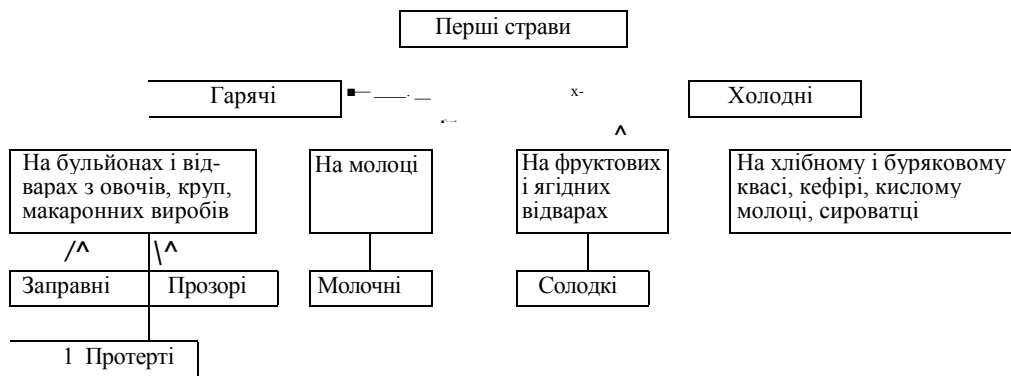 Перші страви
Гарячі
х-
Холодні
^
На бульйонах і від-
варах з овочів, круп,
макаронних виробів
На молоці
На фруктових
і ягідних
відварах
На хлібному і буряковому
квасі, кефірі, кислому
молоці, сироватці
/^ \^
Заправні
Прозорі
Молочні
Солодкі
1 Протерті